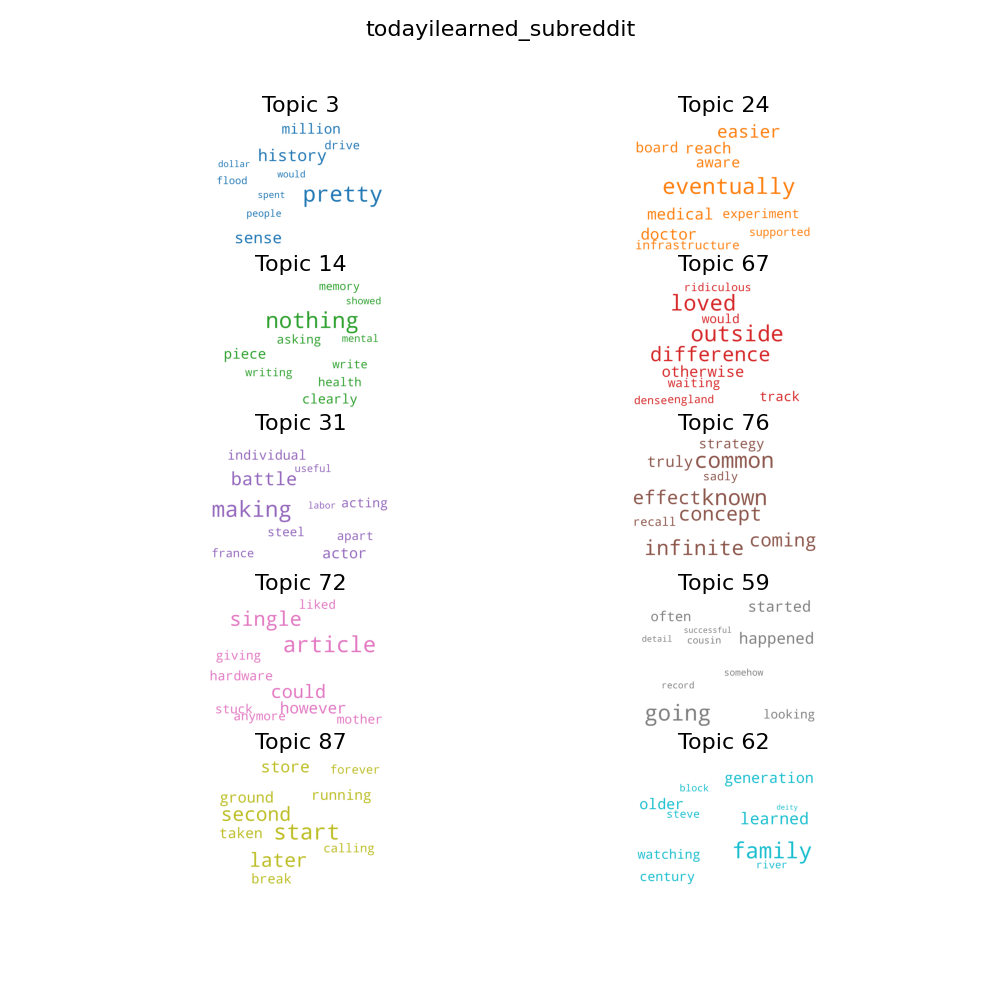 todayilearned_subreddit
Topic 3
million
drive
history
dollar
would
flood
spent
pretty
people
sense
Topic 24
easier
board reach
aware
eventually
medical experiment
doctor
supported
infrastructure
Topic 14
memory
showed
nothing
asking
mental
piece
write
writing
health
clearly
Topic 67
ridiculous
loved
would
outside
difference
otherwise
waiting
track
dense england
Topic 31
individual
useful
battle
making
labor
acting
steel
apart
france
actor
Topic 76
strategy
truly common
sadly
effect known
concept
recall
coming
infinite
Topic 72
liked
single
article
giving
hardware
could
stuck
however
anymore
mother
Topic 59
started
often
successful
detail
cousin
happened
somehow
record
going
looking
Topic 87
store
forever
ground
running
second
taken
start
calling
later
break
Topic 62
generation
block
older
deity
steve
learned
watching
family
river
century